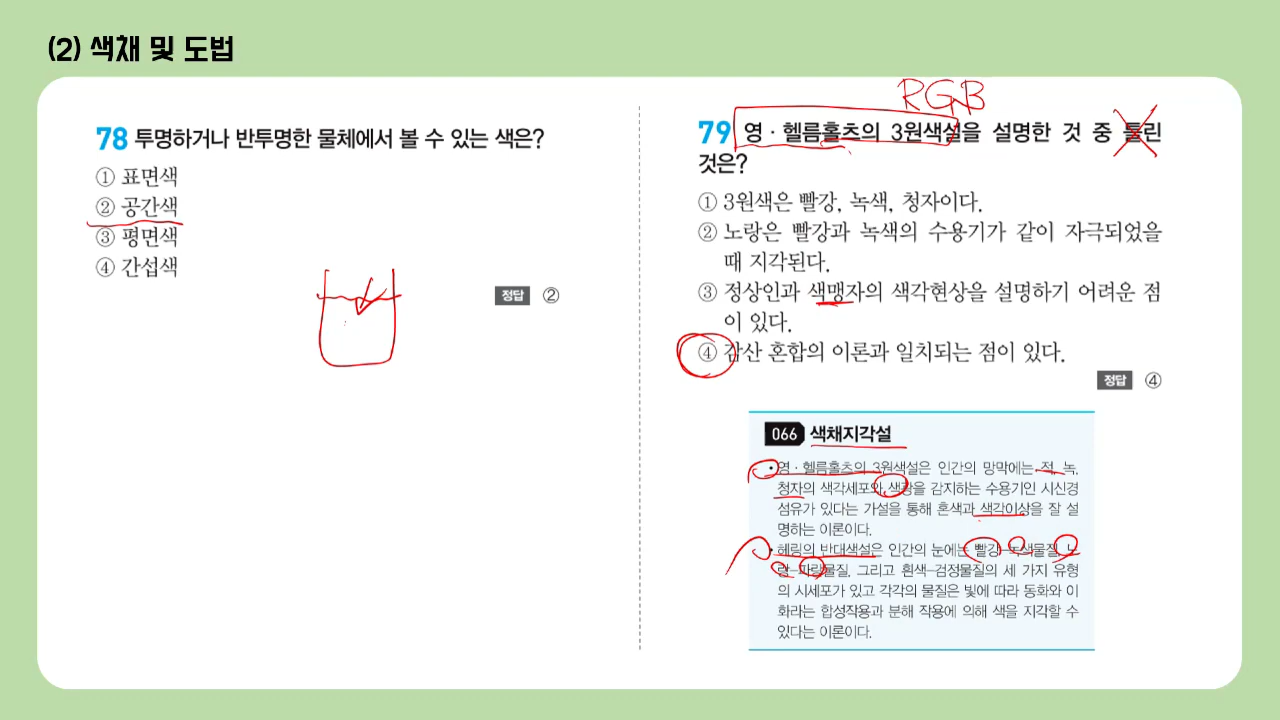 (2) 색채 및 도법
78 투명하거나 반투명한 물체에서 볼 수 있는 색은?
① 표면색
② 공간색
③ 평면색
④ 간섭색
정답 ②
RGB
79 영·헬름홀츠의 3원색설을 설명한 것 중 틀린
것은?
① 3원색은 빨강, 녹색, 청자이다.
② 노랑은 빨강과 녹색의 수용기가 같이 자극되었을
때 지각된다.
③ 정상인과 색맹자의 색각현상을 설명하기 어려운 점
이 있다.
④ 감산 혼합의 이론과 일치되는 점이 있다.
정답 ④
066 색채지각설
• 영·헬름홀츠의 3원색설은 인간의 망막에는 적, 녹,
청자의 색각세포와 색광을 감지하는 수용기인 시신경
섬유가 있다는 가설을 통해 혼색과 색각이상을 잘 설
명하는 이론이다.
• 헤링의 반대색설은 인간의 눈에는 빨강–녹색물질, 노
랑–파랑물질, 그리고 흰색–검정물질의 세 가지 유형
의 시세포가 있고 각각의 물질은 빛에 따라 동화와 이
화라는 합성작용과 분해 작용에 의해 색을 지각할 수
있다는 이론이다.